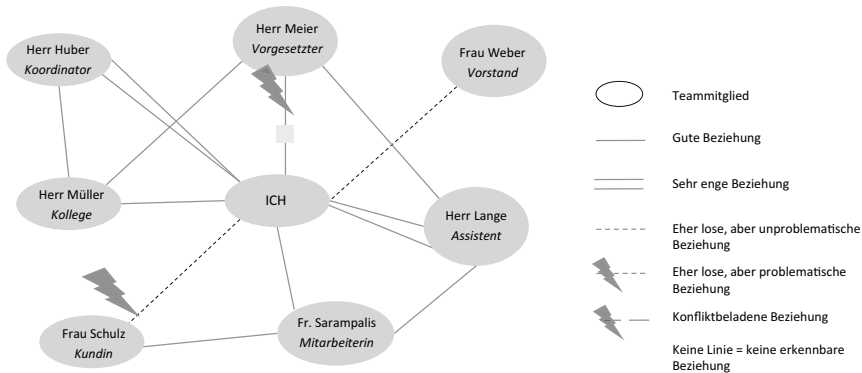 Herr Huber
Koordinator
Herr Meier
Vorgesetzter
Frau Weber
Vorstand
Herr Müller
Kollege
ICH
Herr Lange
Assistent
Frau Schulz
Kundin
Fr. Sarampalis
Mitarbeiterin
Teammitglied
Gute Beziehung
Sehr enge Beziehung
Eher lose, aber unproblematische
Beziehung
Eher lose, aber problematische
Beziehung
Konfliktbeladene Beziehung
Keine Linie = keine erkennbare
Beziehung